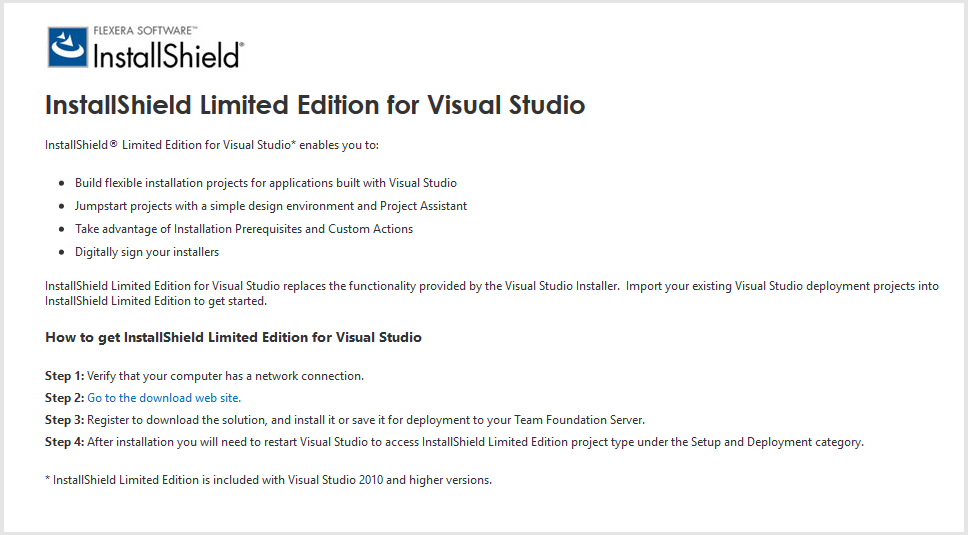 FLEXERA SOFTWARE™
InstallShield®
InstallShield Limited Edition for Visual Studio
InstallShield® Limited Edition for Visual Studio* enables you to:
• Build flexible installation projects for applications built with Visual Studio
• Jumpstart projects with a simple design environment and Project Assistant
• Take advantage of Installation Prerequisites and Custom Actions
• Digitally sign your installers
InstallShield Limited Edition for Visual Studio replaces the functionality provided by the Visual Studio Installer.  Import your existing Visual Studio deployment projects into
InstallShield Limited Edition to get started.
How to get InstallShield Limited Edition for Visual Studio
Step 1: Verify that your computer has a network connection.
Step 2: Go to the download web site.
Step 3: Register to download the solution, and install it or save it for deployment to your Team Foundation Server.
Step 4: After installation you will need to restart Visual Studio to access InstallShield Limited Edition project type under the Setup and Deployment category.
* InstallShield Limited Edition is included with Visual Studio 2010 and higher versions.